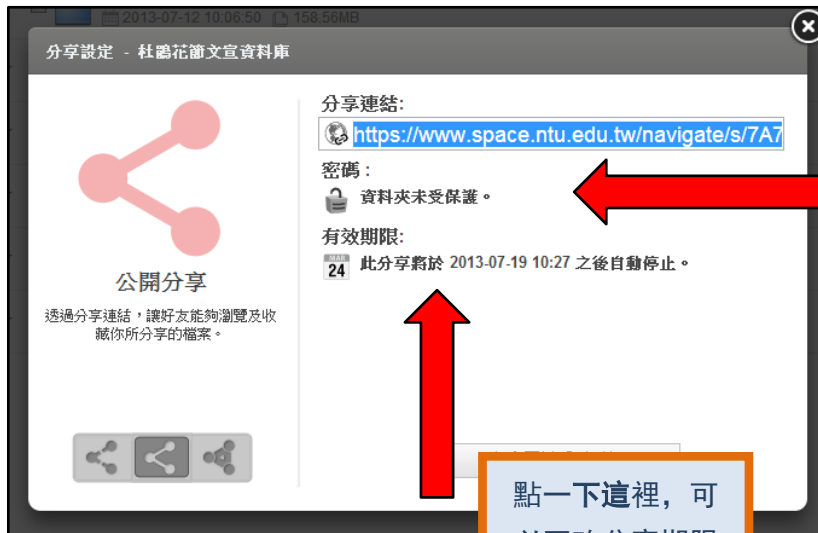 2013-07-12 10:06:50 158.56MB
分享設定 - 杜鵑花節文宣資料庫
分享連結:
https://www.space.ntu.edu.tw/navigate/s/7A7
密碼：
資料夾未受保護。
有效期限:
MAR
24
此分享將於 2013-07-19 10:27 之後自動停止。
公開分享
透過分享連結，讓好友能夠瀏覽及收
藏你所分享的檔案。
點一下這裡，可